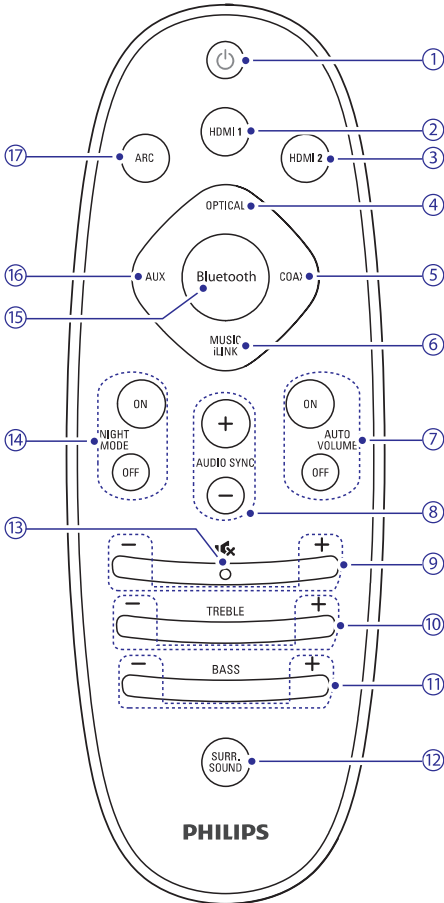 1
HDMI 1
2
17
ARC
HDMI 2
3
OPTICAL
4
16
AUX
Bluetooth
COAX
5
15
MUSIC
iLINK
6
ON
ON
14
NIGHT
MODE
+
AUTO
VOLUME
7
OFF
AUDIO SYNC
OFF
−
8
13
− +
9
− TREBLE +
10
− BASS +
11
SURR.
SOUND
12
PHILIPS